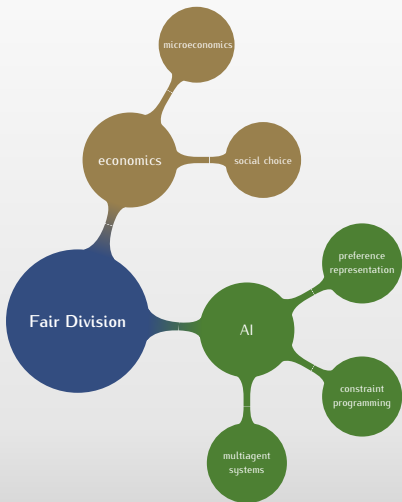 microeconomics
economics
social choice
preference
representation
Fair Division
AI
constraint
programming
multiagent
systems